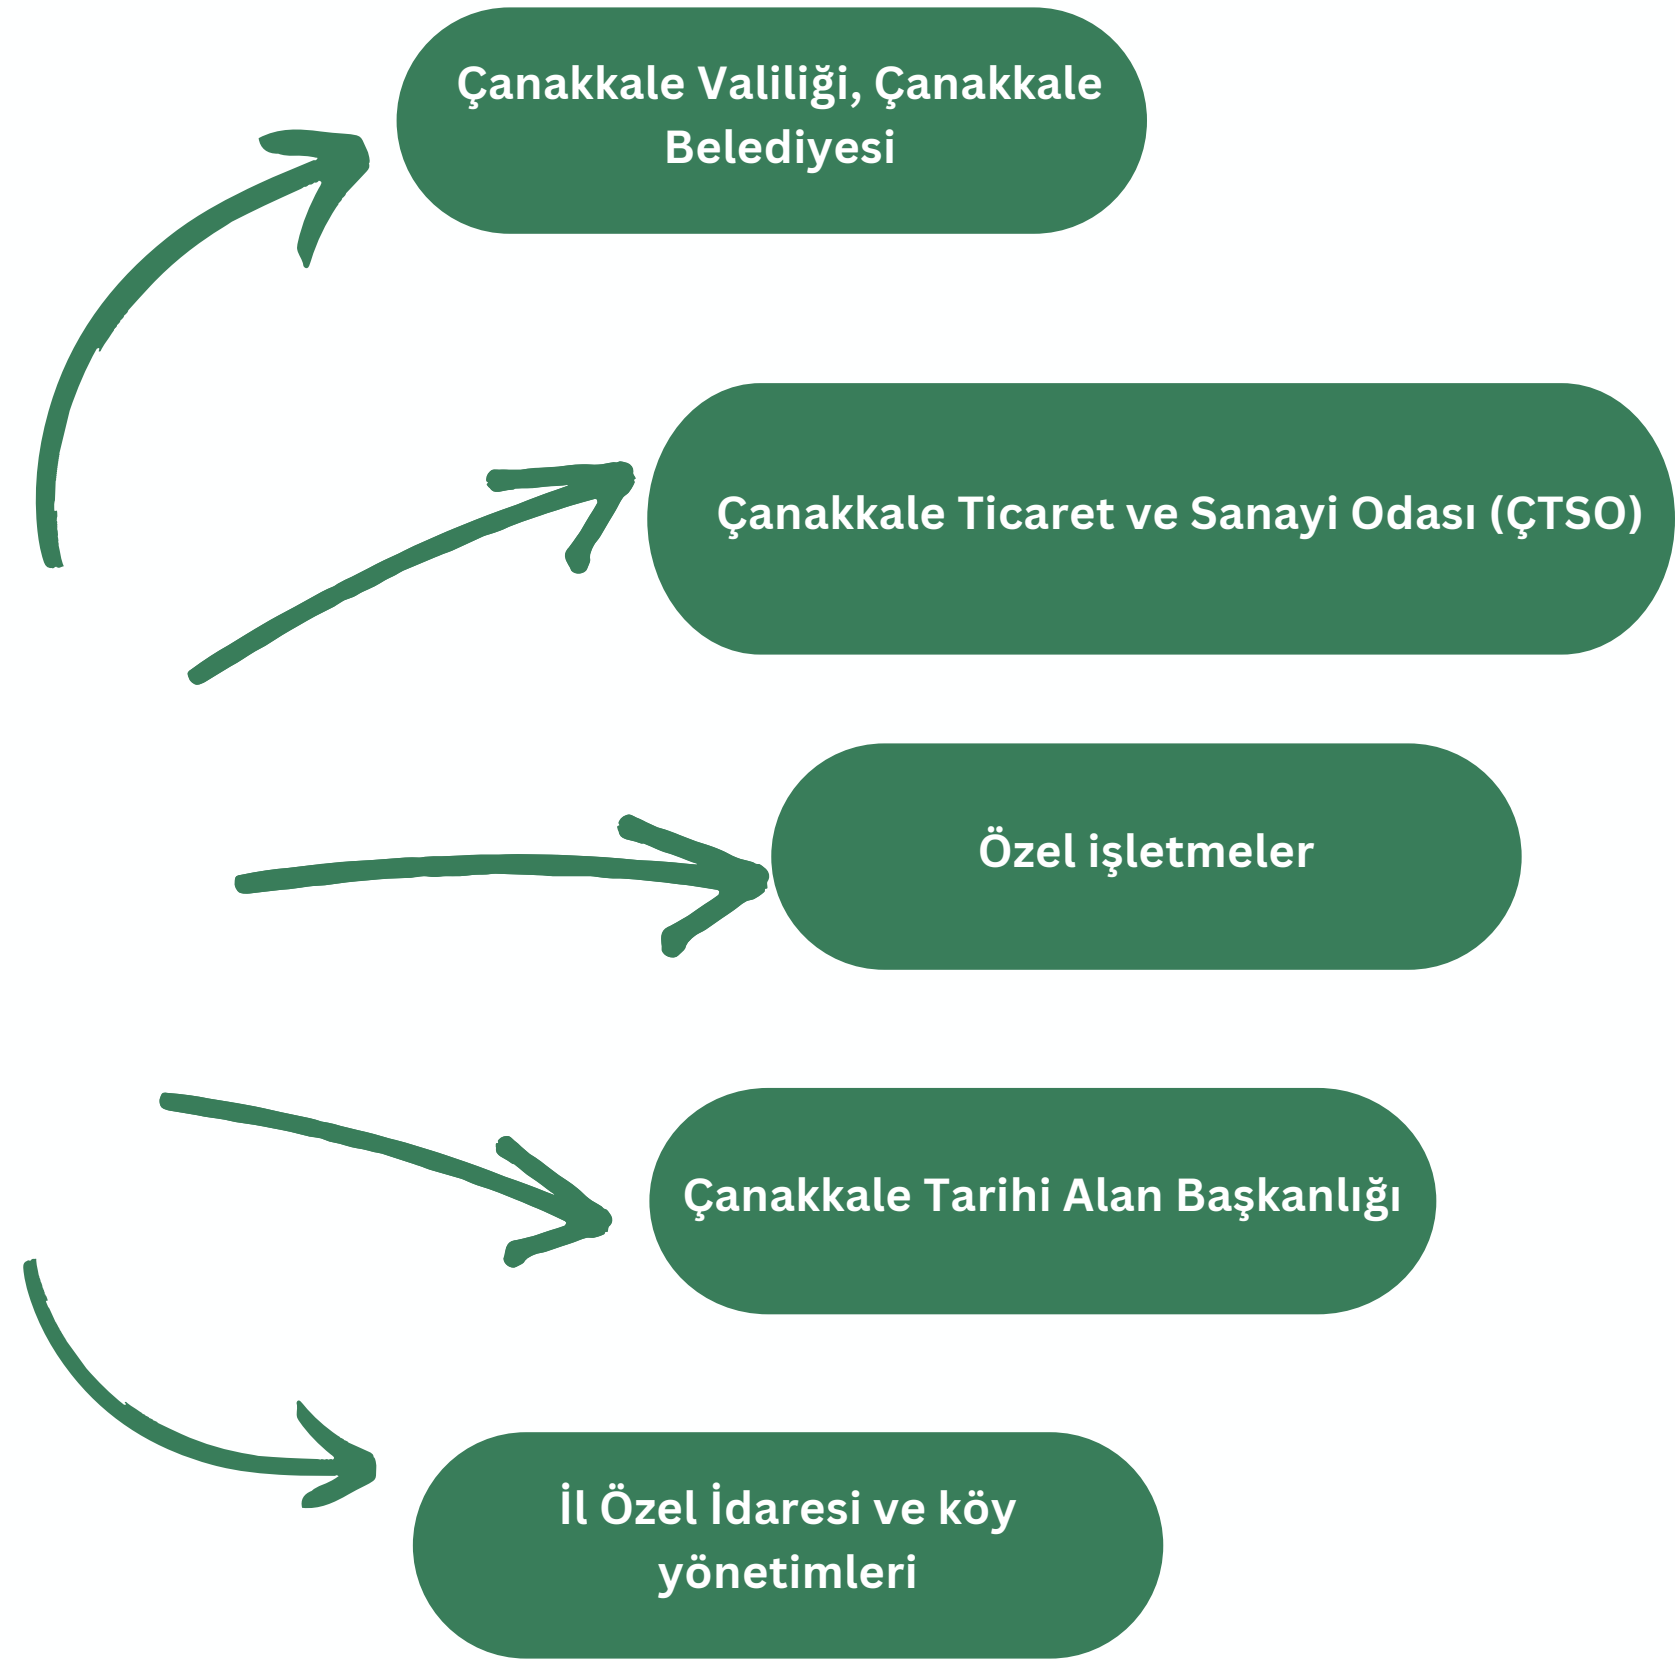 Çanakkale Valiliği, Çanakkale
Belediyesi
Çanakkale Ticaret ve Sanayi Odası (ÇTSO)
Özel işletmeler
Çanakkale Tarihi Alan Başkanlığı
İl Özel İdaresi ve köy
yönetimleri